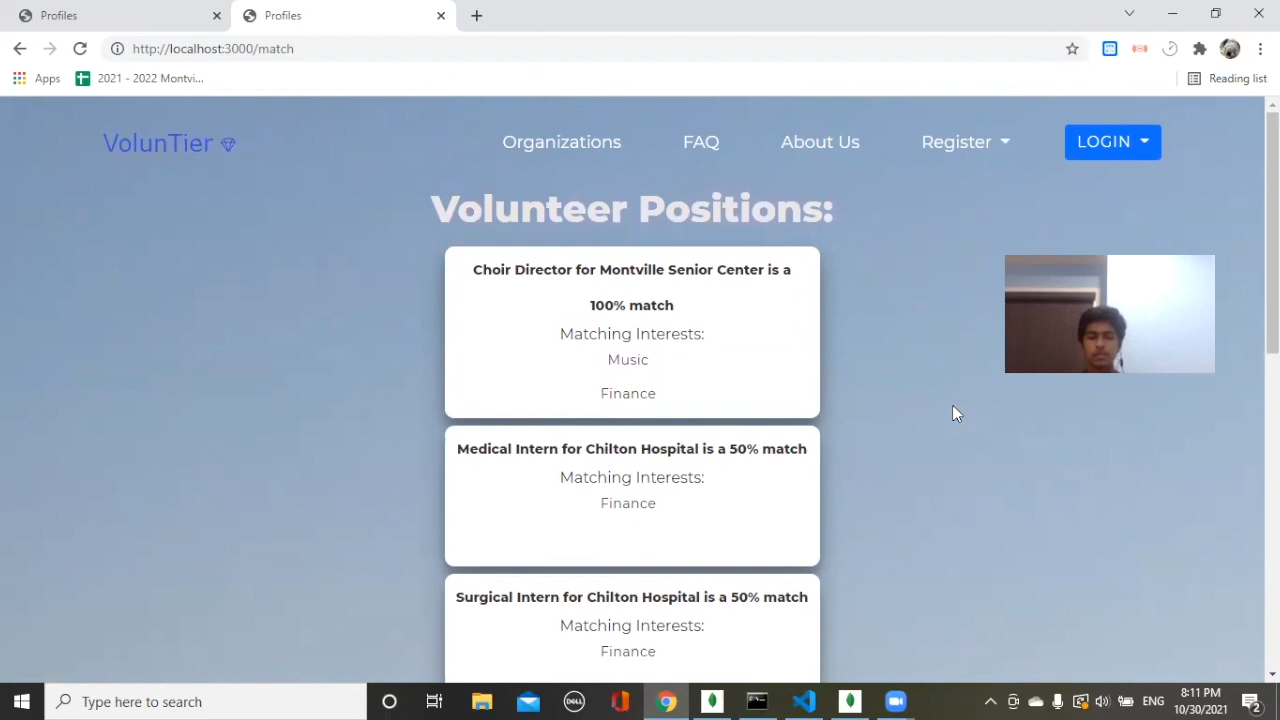 Profiles
Profiles
http://localhost:3000/match
Apps
2021 - 2022 Montvi...
Reading list
VolunTier
Organizations
FAQ
About Us
Register
LOGIN
Volunteer Positions:
Choir Director for Montville Senior Center is a
100% match
Matching Interests:
Music
Finance
Medical Intern for Chilton Hospital is a 50% match
Matching Interests:
Finance
Surgical Intern for Chilton Hospital is a 50% match
Matching Interests:
Finance
Type here to search
DELL
ENG
8:11 PM
10/30/2021
2